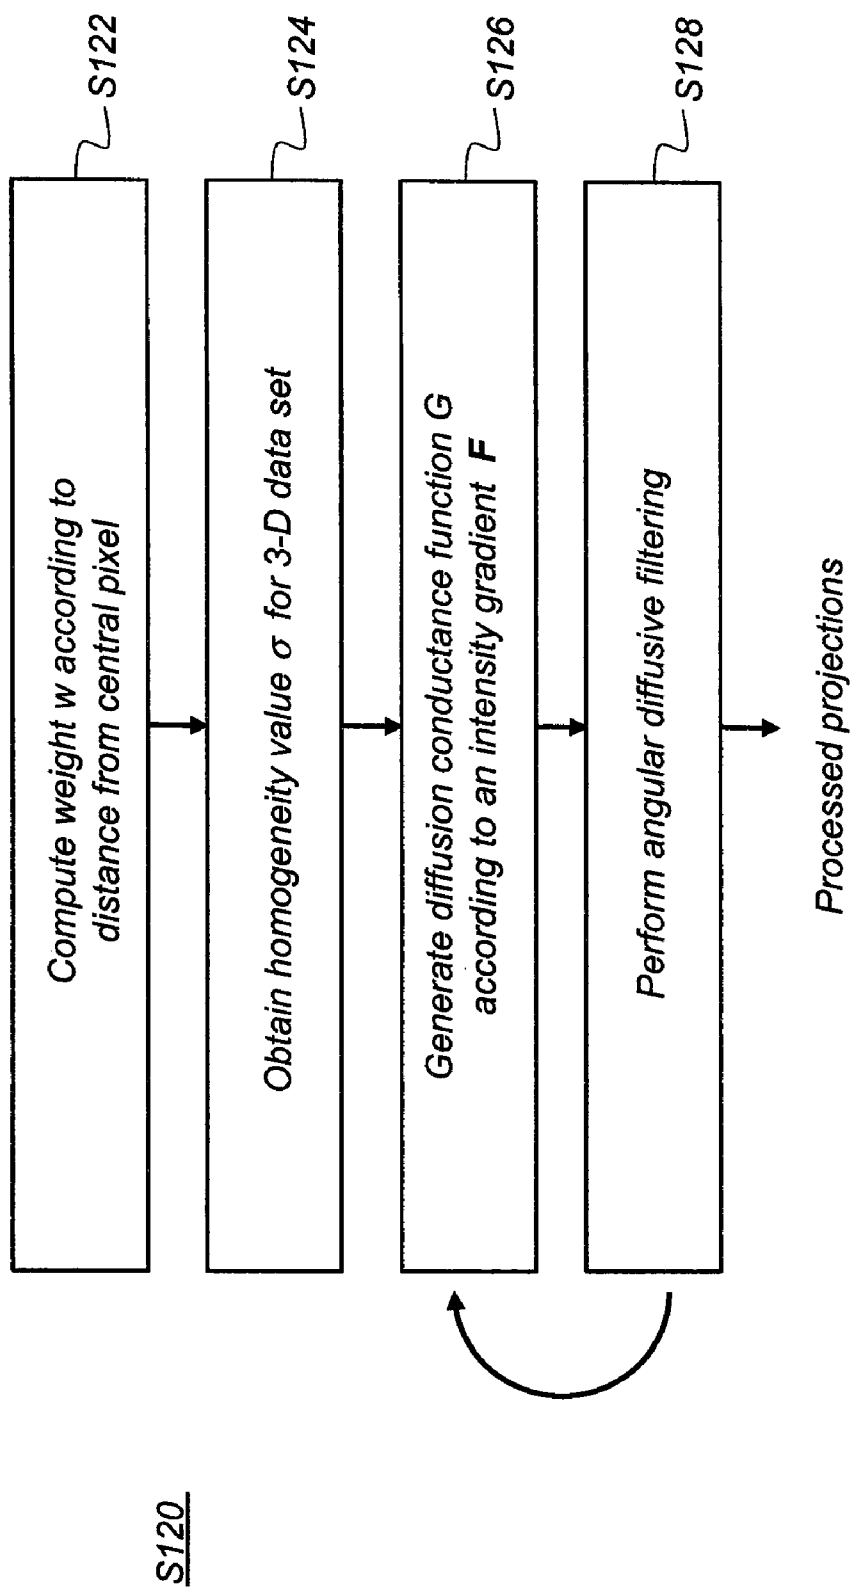 S120
Compute weight w according to
distance from central pixel
S122
Obtain homogeneity value σ for 3-D data set
S124
Generate diffusion conductance function G
according to an intensity gradient F
S126
Perform angular diffusive filtering
S128
Processed projections